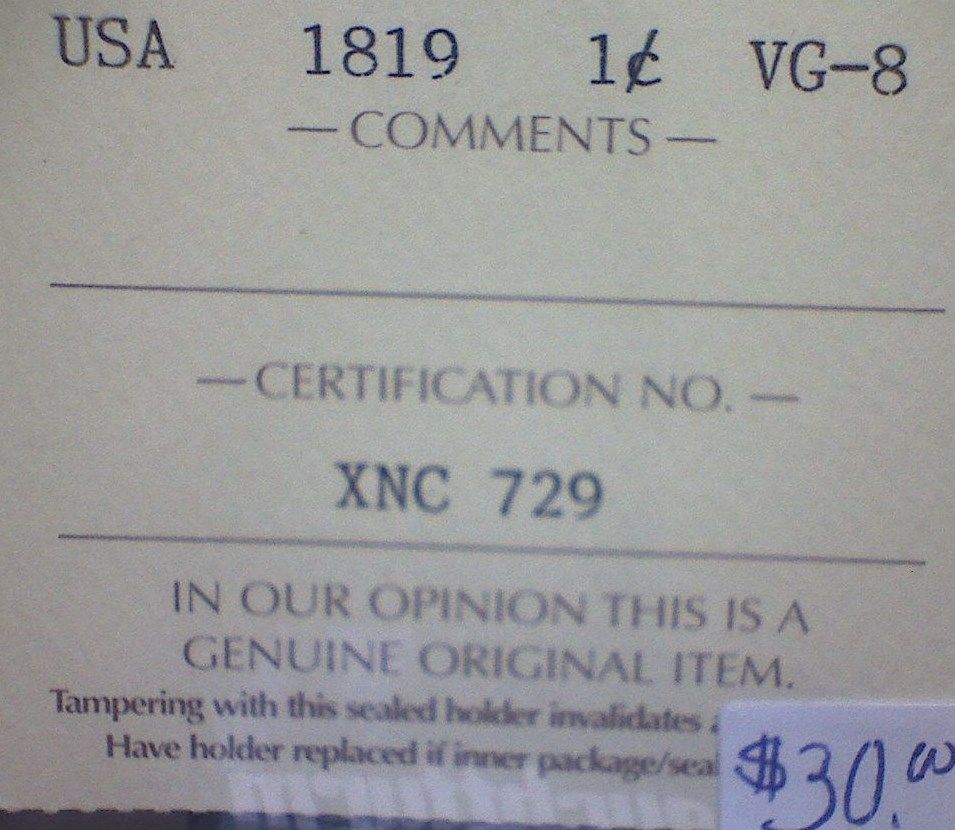 USA 1819 1¢ VG-8
— COMMENTS —
— CERTIFICATION NO. —
XNC 729
IN OUR OPINION THIS IS A
GENUINE ORIGINAL ITEM.
Tampering with this sealed holder invalidates
Have holder replaced if inner package/seal
$30.00